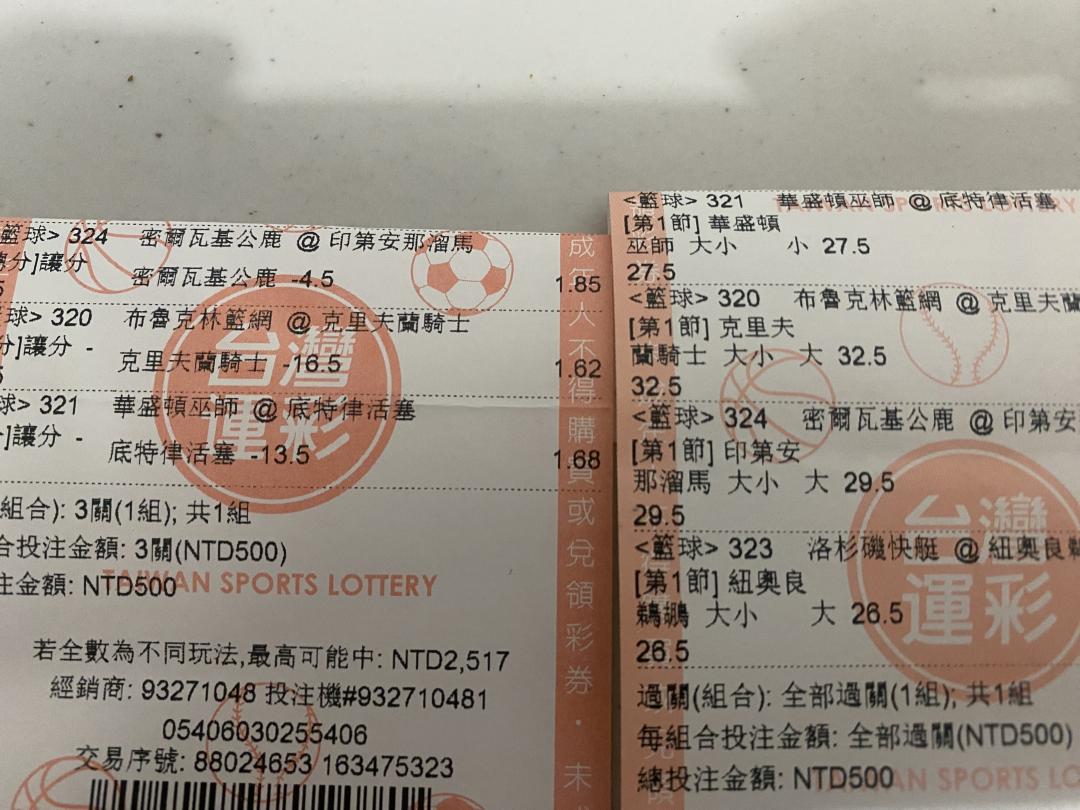 籃球> 324 密爾瓦基公鹿 @ 印第安那溜馬
分]讓分
密爾瓦基公鹿 -4.5 1.85
5
球> 320 布魯克林籃網 @ 克里夫蘭騎士
分]讓分 -
克里夫蘭騎士 -16.5 1.62
5
球> 321 華盛頓巫師 @ 底特律活塞
]讓分 -
底特律活塞 -13.5 1.68
組合): 3關(1組); 共1組
合投注金額: 3關(NTD500)
注金額: NTD500
TAIWAN SPORTS LOTTERY
若全數為不同玩法,最高可能中: NTD2,517
經銷商: 93271048 投注機#932710481
05406030255406
交易序號: 88024653 163475323
台灣
運彩
成年人不得購買或兌領彩券・未
<籃球> 321 華盛頓巫師 @ 底特律活塞
[第1節] 華盛頓
巫師 大小 小 27.5
27.5
<籃球> 320 布魯克林籃網 @ 克里夫蘭
[第1節] 克里夫
蘭騎士 大小 大 32.5
32.5
<籃球> 324 密爾瓦基公鹿 @ 印第安
[第1節] 印第安
那溜馬 大小 大 29.5
29.5
<籃球> 323 洛杉磯快艇 @ 紐奧良
[第1節] 紐奧良
鵜鶘 大小 大 26.5
26.5
過關(組合): 全部過關(1組); 共1組
每組合投注金額: 全部過關(NTD500)
總投注金額: NTD500
台灣
運彩
TAIWAN SPORTS LO